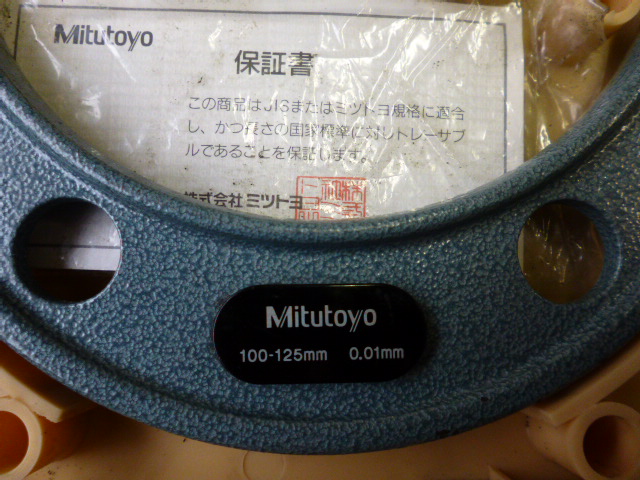 Mitutoyo
保証書
この商品はJISまたはミツトヨ規格に適合
し、かつ長さの国家標準に対しトレーサブ
ルであることを保証します。
株式会社 ミツトヨ
Mitutoyo
100-125mm 0.01mm